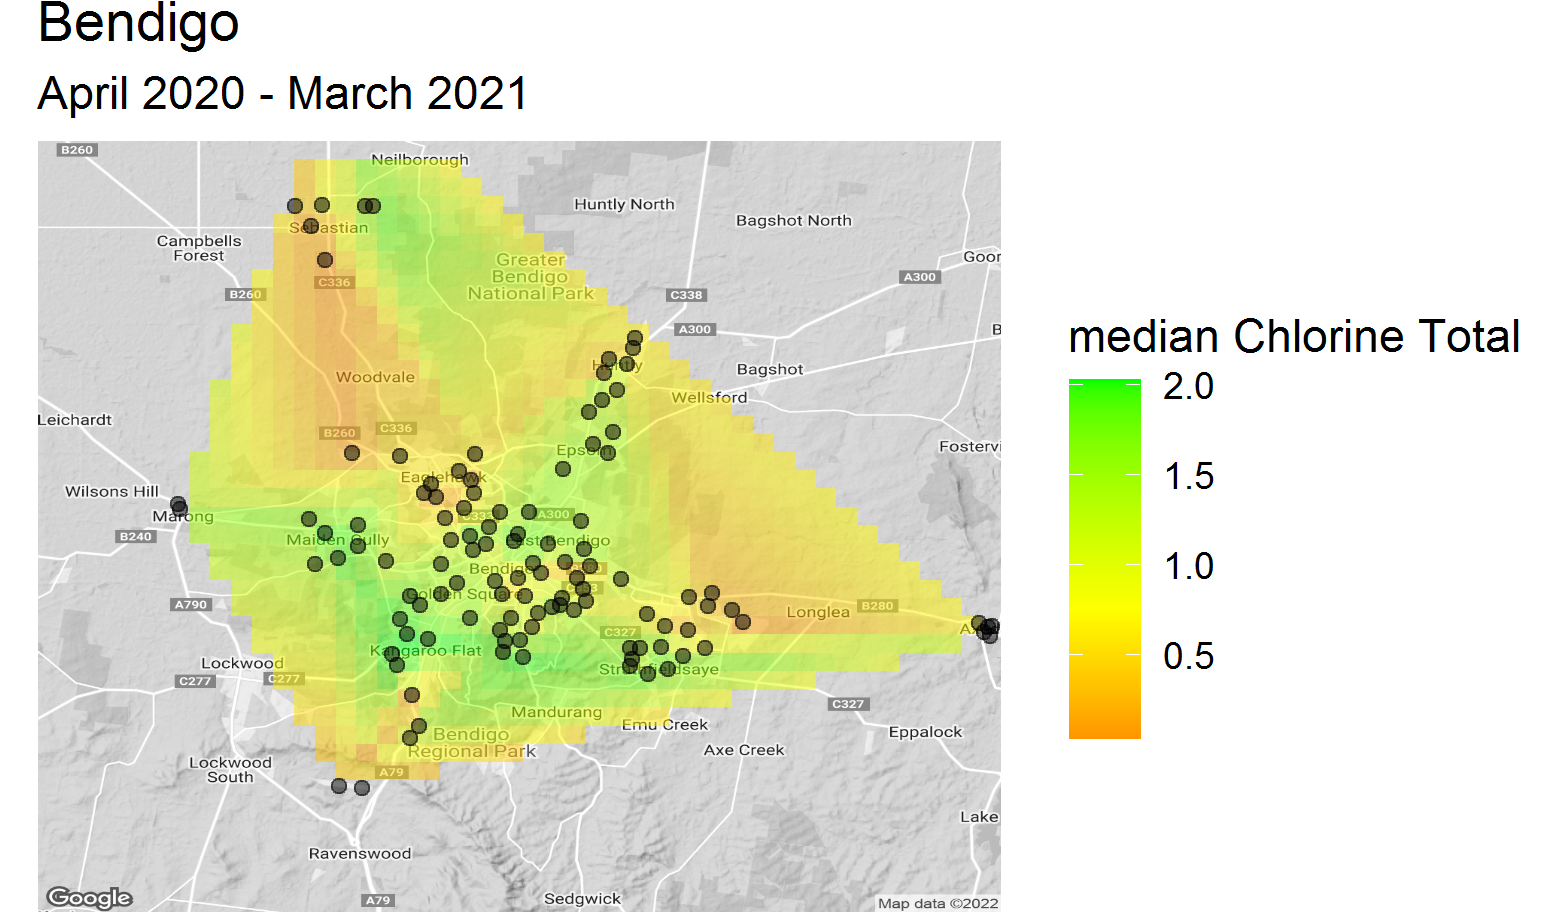 Bendigo
April 2020 - March 2021
B260
Neilborough
Huntly North
Bagshot North
Sebastian
Campbells
Forest
Greater
Bendigo
National Park
Goor
A300
C336
B260
C338
A300
B
Woodvale
Huntly
Bagshot
Wellsford
Leichardt
C336
B260
Epsom
Fostervi
Eaglehawk
Wilsons Hill
Marong
A300
B240
Maiden Gully
East Bendigo
Bendigo
Golden Square
A790
B280
Longlea
C327
Kangaroo Flat
Lockwood
Strathfieldsaye
C277
C277
C327
Mandurang
Emu Creek
Eppalock
Bendigo
Regional Park
Axe Creek
Lockwood
South
A79
Lake
Ravenswood
A79
Sedgwick
Google
Map data ©2022
median Chlorine Total
2.0
1.5
1.0
0.5